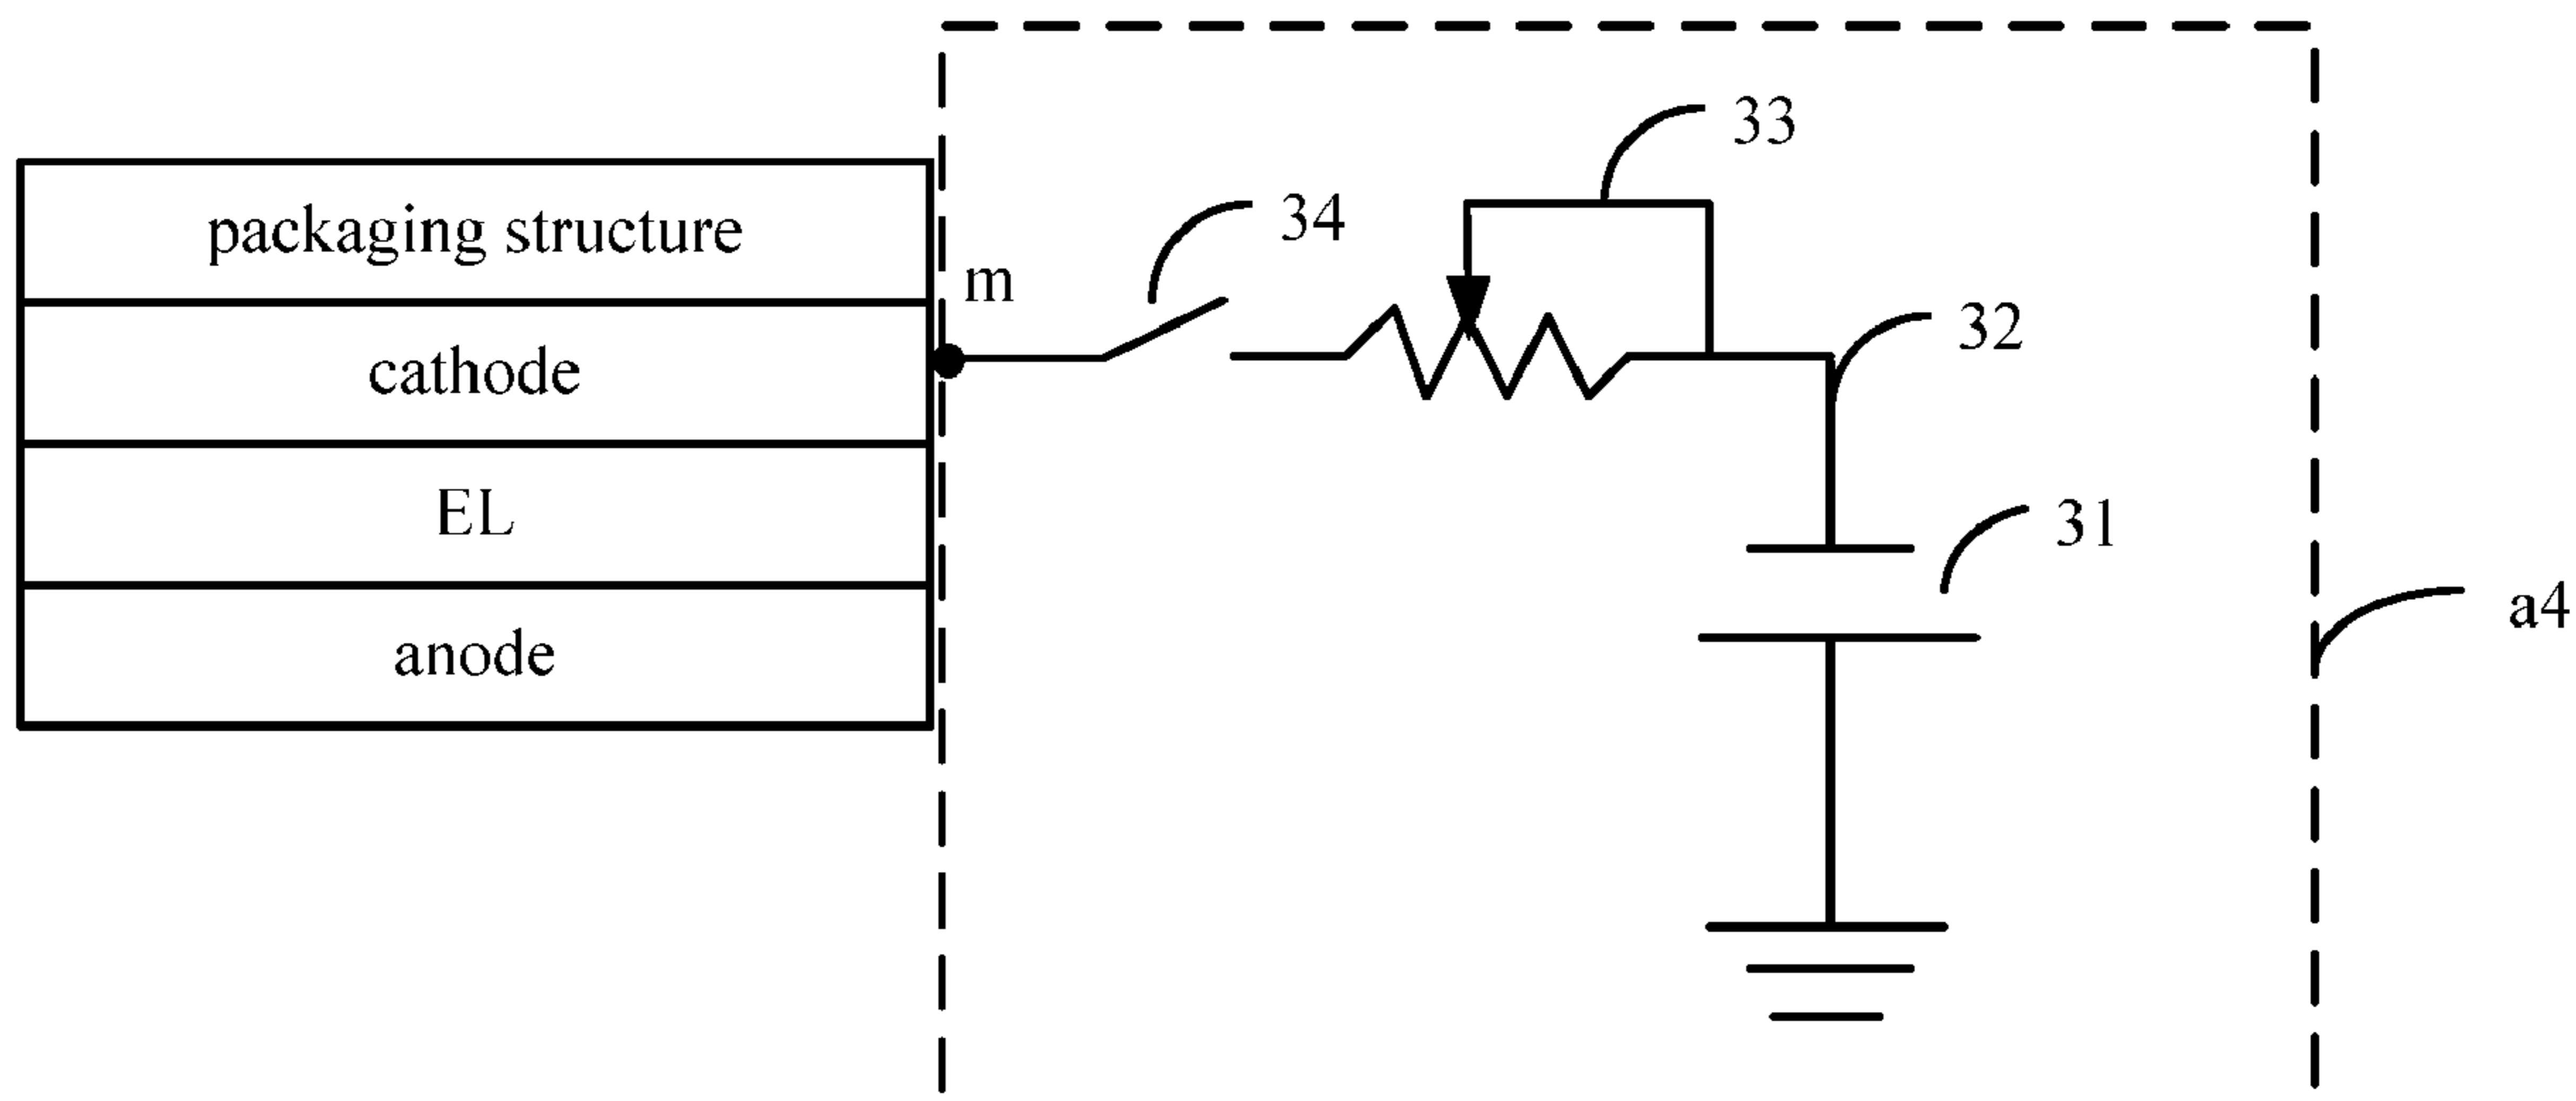 packaging structure
cathode
EL
anode
m
34
33
32
31
a4